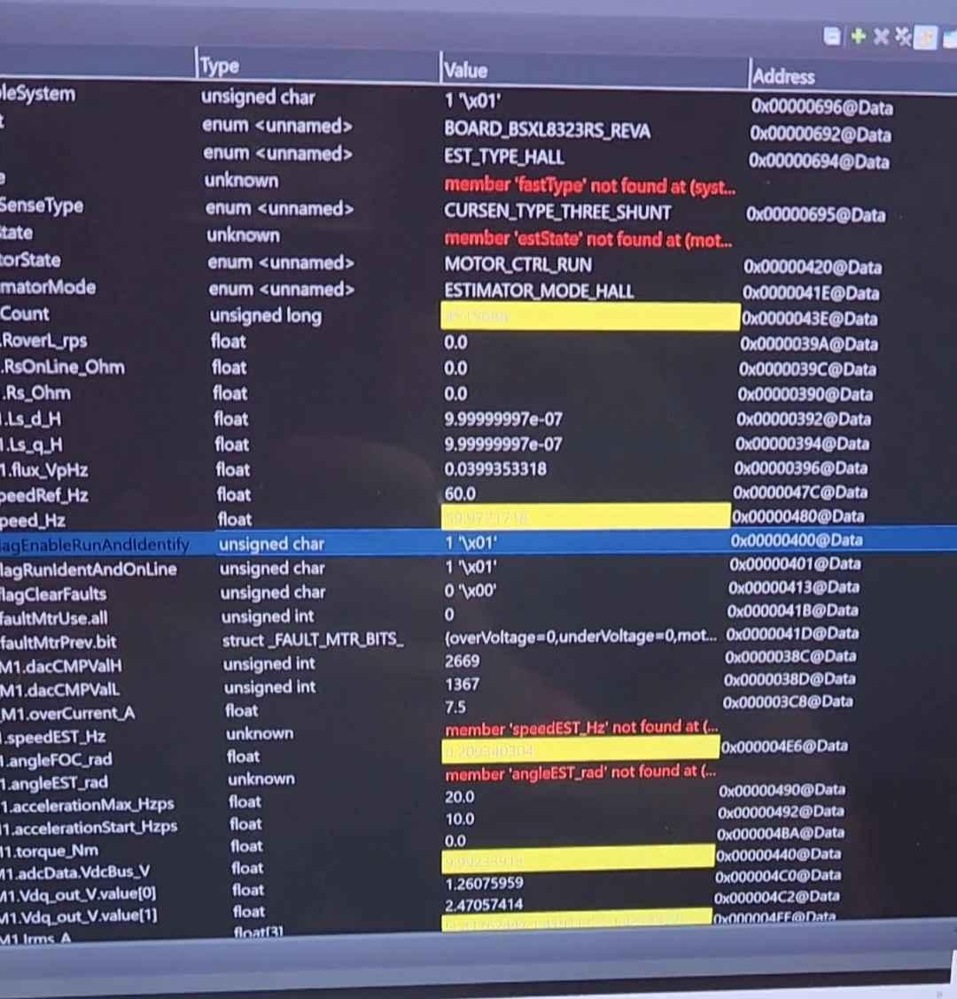 Type Value Address
leSystem unsigned char 1 '\x01' 0x00000696@Data
t enum <unnamed> BOARD_BSXL8323RS_REVA 0x00000692@Data
enum <unnamed> EST_TYPE_HALL 0x00000694@Data
e unknown member 'fastType' not found at (syst...
SenseType enum <unnamed> CURSEN_TYPE_THREE_SHUNT 0x00000695@Data
tate unknown member 'estState' not found at (mot...
torState enum <unnamed> MOTOR_CTRL_RUN 0x00000420@Data
matorMode enum <unnamed> ESTIMATOR_MODE_HALL 0x0000041E@Data
Count unsigned long 0x0000043E@Data
.RoverL_rps float 0.0 0x0000039A@Data
.RsOnLine_Ohm float 0.0 0x0000039C@Data
.Rs_Ohm float 0.0 0x00000390@Data
.Ls_d_H float 9.99999997e-07 0x00000392@Data
1.Ls_q_H float 9.99999997e-07 0x00000394@Data
1.flux_VpHz float 0.0399353318 0x00000396@Data
peedRef_Hz float 60.0 0x0000047C@Data
peed_Hz float 0x00000480@Data
lagEnableRunAndIdentify unsigned char 1 '\x01' 0x00000400@Data
lagRunIdentAndOnLine unsigned char 1 '\x01' 0x00000401@Data
lagClearFaults unsigned char 0 '\x00' 0x00000413@Data
faultMtrUse.all unsigned int 0 0x0000041B@Data
faultMtrPrev.bit struct _FAULT_MTR_BITS_ {overVoltage=0,underVoltage=0,mot... 0x0000041D@Data
M1.dacCMPValH unsigned int 2669 0x0000038C@Data
M1.dacCMPValL unsigned int 1367 0x0000038D@Data
_M1.overCurrent_A float 7.5 0x000003C8@Data
.speedEST_Hz unknown member 'speedEST_Hz' not found at (...
1.angleFOC_rad float 0.209340304 0x000004E6@Data
1.angleEST_rad unknown member 'angleEST_rad' not found at (...
1.accelerationMax_Hzps float 20.0 0x00000490@Data
11.accelerationStart_Hzps float 10.0 0x00000492@Data
11.torque_Nm float 0.0 0x000004BA@Data
M1.adcData.VdcBus_V float 0x00000440@Data
M1.Vdq_out_V.value[0] float 1.26075959 0x000004C0@Data
M1.Vdq_out_V.value[1] float 2.47057414 0x000004C2@Data
M1.Irms_A float[3] 0x000004FF@Data